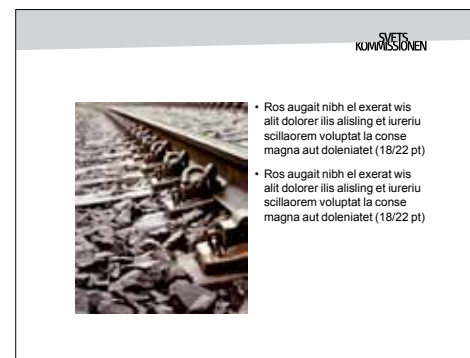 SVETS
KOMMISSIONEN
• Ros augait nibh el exerat wis
alit dolorer ilis alisling et iureriu
scillaorem voluptat la conse
magna aut doleniatet (18/22 pt)
• Ros augait nibh el exerat wis
alit dolorer ilis alisling et iureriu
scillaorem voluptat la conse
magna aut doleniatet (18/22 pt)